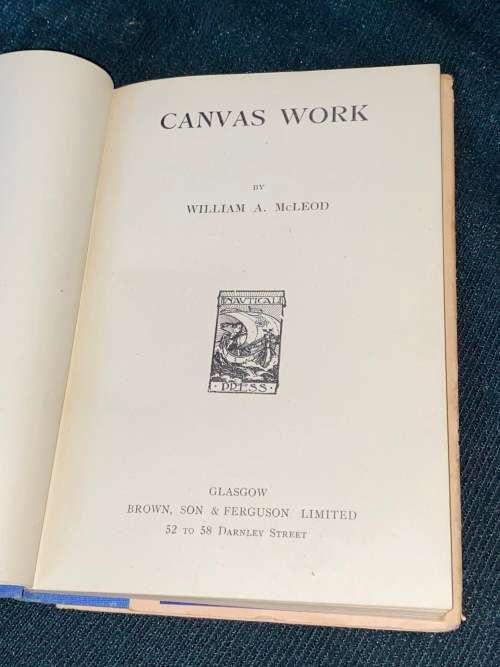 CANVAS WORK
BY
WILLIAM A. McLEOD
NAUTICAL
PRESS
GLASGOW
BROWN, SON & FERGUSON LIMITED
52 TO 58 DARNLEY STREET